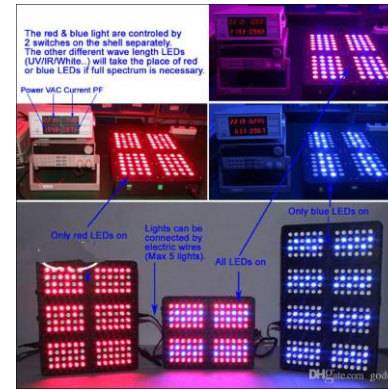 The red & blue light are controled by
2 switches on the shell separately.
The other different wave length LEDs
(UV/IR/White..) will take the place of red
or blue LEDs if full spectrum is necessary.
Power VAC Current PF
Only red LEDs on
Lights can be
connected by
electric wires
(Max 5 lights).
All LEDs on
Only blue LEDs on
DHgate.com